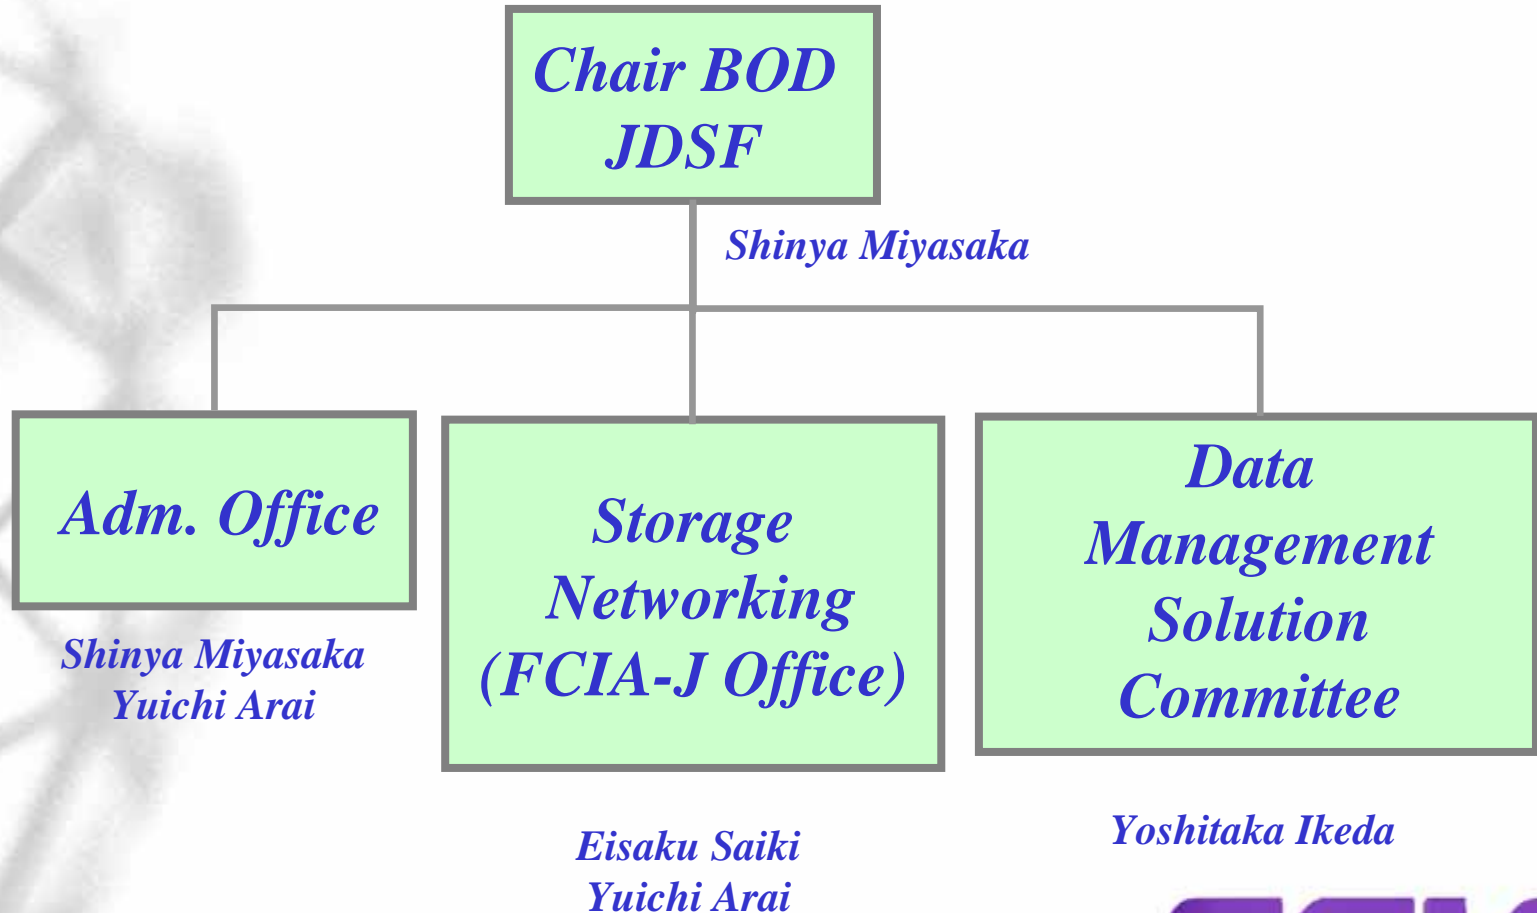 Chair BOD
JDSF
Shinya Miyasaka
Adm. Office
Shinya Miyasaka
Yuichi Arai
Storage
Networking
(FCIA-J Office)
Eisaku Saiki
Yuichi Arai
Data
Management
Solution
Committee
Yoshitaka Ikeda